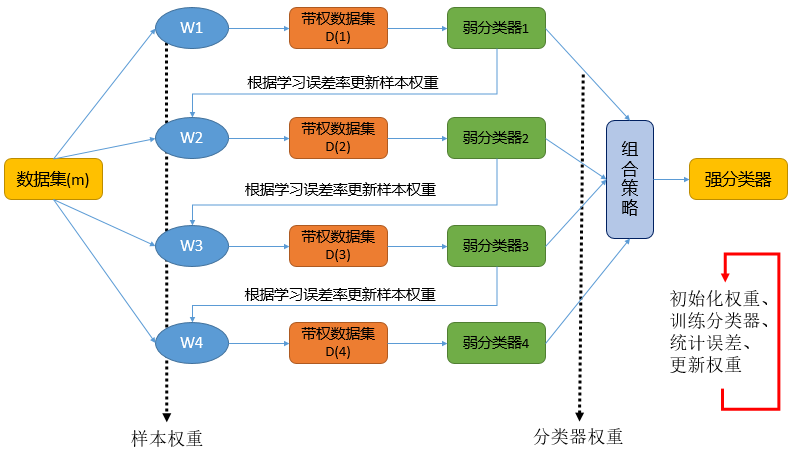 W1
带权数据集
D(1)
弱分类器1
根据学习误差率更新样本权重
W2
带权数据集
D(2)
弱分类器2
数据集(m)
组合策略
强分类器
根据学习误差率更新样本权重
W3
带权数据集
D(3)
弱分类器3
根据学习误差率更新样本权重
W4
带权数据集
D(4)
弱分类器4
初始化权重、
训练分类器、
统计误差、
更新权重
样本权重
分类器权重